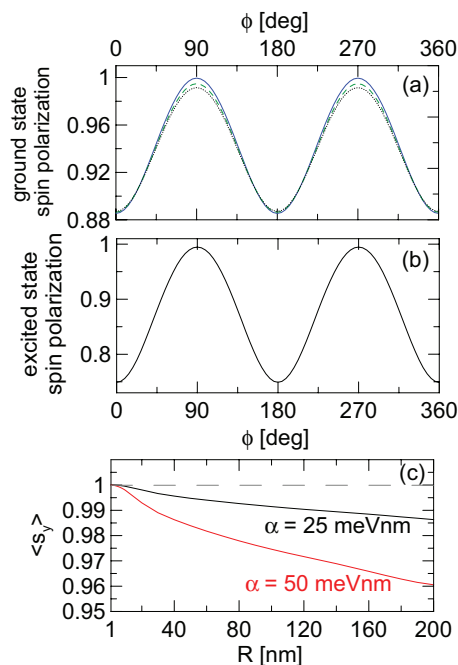 ϕ [deg]
0 90 180 270 360
(a)
1
0.96
0.92
0.88
ground state
spin polarization
(b)
1
0.9
0.8
excited state
spin polarization
0 90 180 270 360
ϕ [deg]
(c)
1
0.99
0.98
0.97
0.96
0.95
<s_y>
α = 25 meVnm
α = 50 meVnm
1 40 80 120 160 200
R [nm]